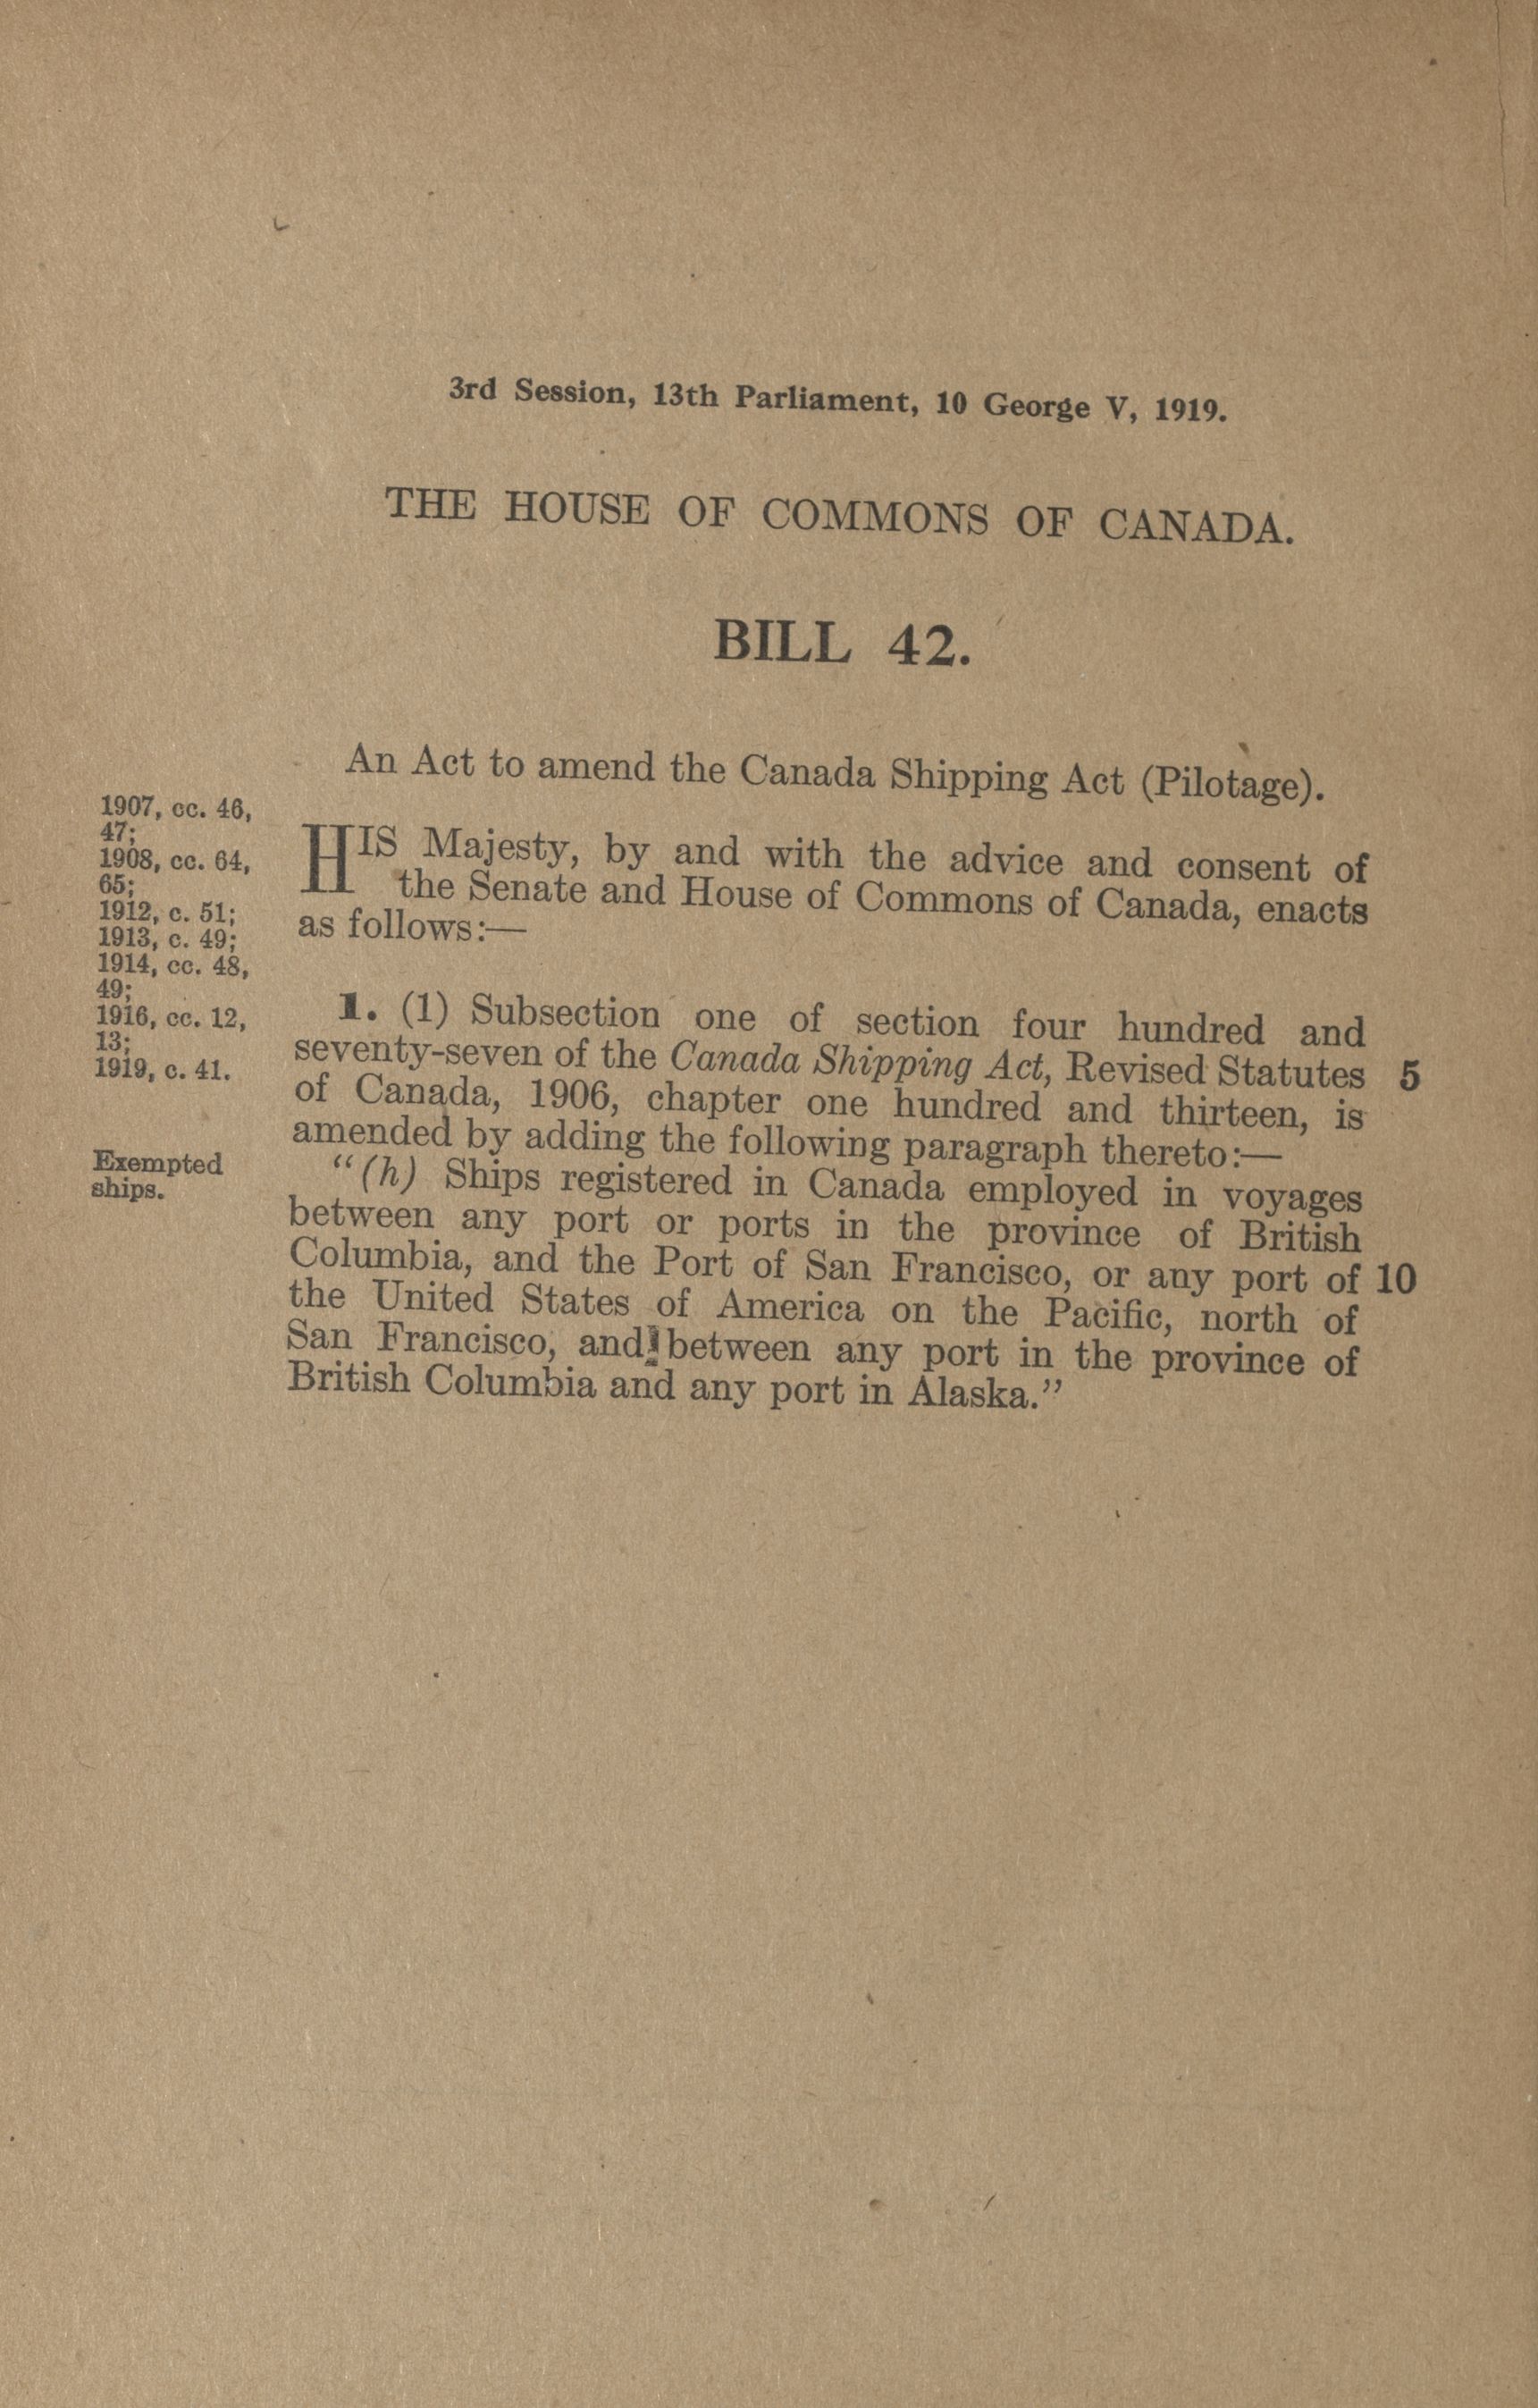 3rd Session, 13th Parliament, 10 George V, 1919.
THE HOUSE OF COMMONS OF CANADA.
BILL 42.
An Act to amend the Canada Shipping Act (Pilotage).
1907, cc. 46,
47;
1908, cc. 64,
65;
1912, c. 51;
1913, c. 49;
1914, cc. 48,
49;
1916, cc. 12,
13;
1919, c. 41.
HIS Majesty, by and with the advice and consent of
the Senate and House of Commons of Canada, enacts
as follows:—
1. (1) Subsection one of section four hundred and
seventy-seven of the Canada Shipping Act, Revised Statutes 5
of Canada, 1906, chapter one hundred and thirteen, is
amended by adding the following paragraph thereto:—
Exempted
ships.
"(h) Ships registered in Canada employed in voyages
between any port or ports in the province of British
Columbia, and the Port of San Francisco, or any port of 10
the United States of America on the Pacific, north of
San Francisco, and between any port in the province of
British Columbia and any port in Alaska."